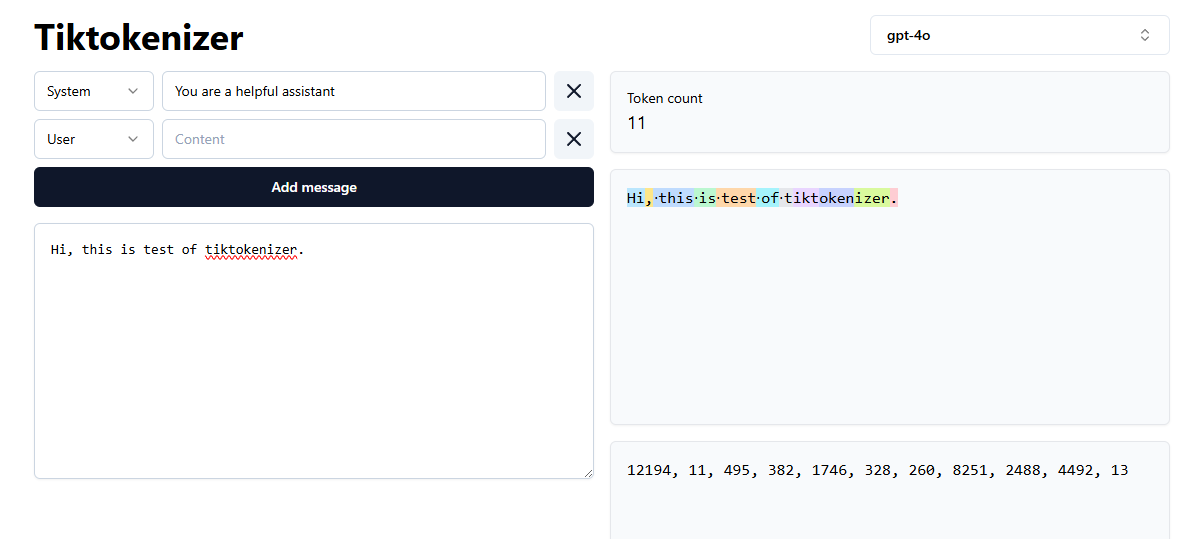 Tiktokenizer
gpt-4o
System
You are a helpful assistant
User
Content
Add message
Hi, this is test of tiktokenizer.
Token count
11
Hi,·this·is·test·of·tiktokenizer.
12194, 11, 495, 382, 1746, 328, 260, 8251, 2488, 4492, 13